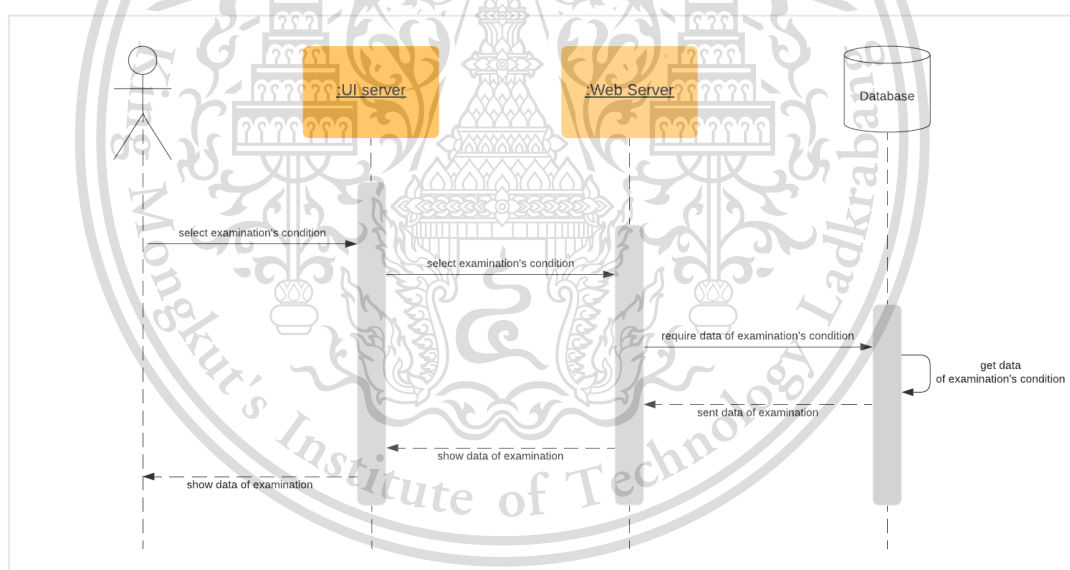 :UI server
:Web Server
Database
select examination's condition
select examination's condition
require data of examination's condition
get data
of examination's condition
sent data of examination
show data of examination
show data of examination
King Mongkut's Institute of Technology Ladkrabang